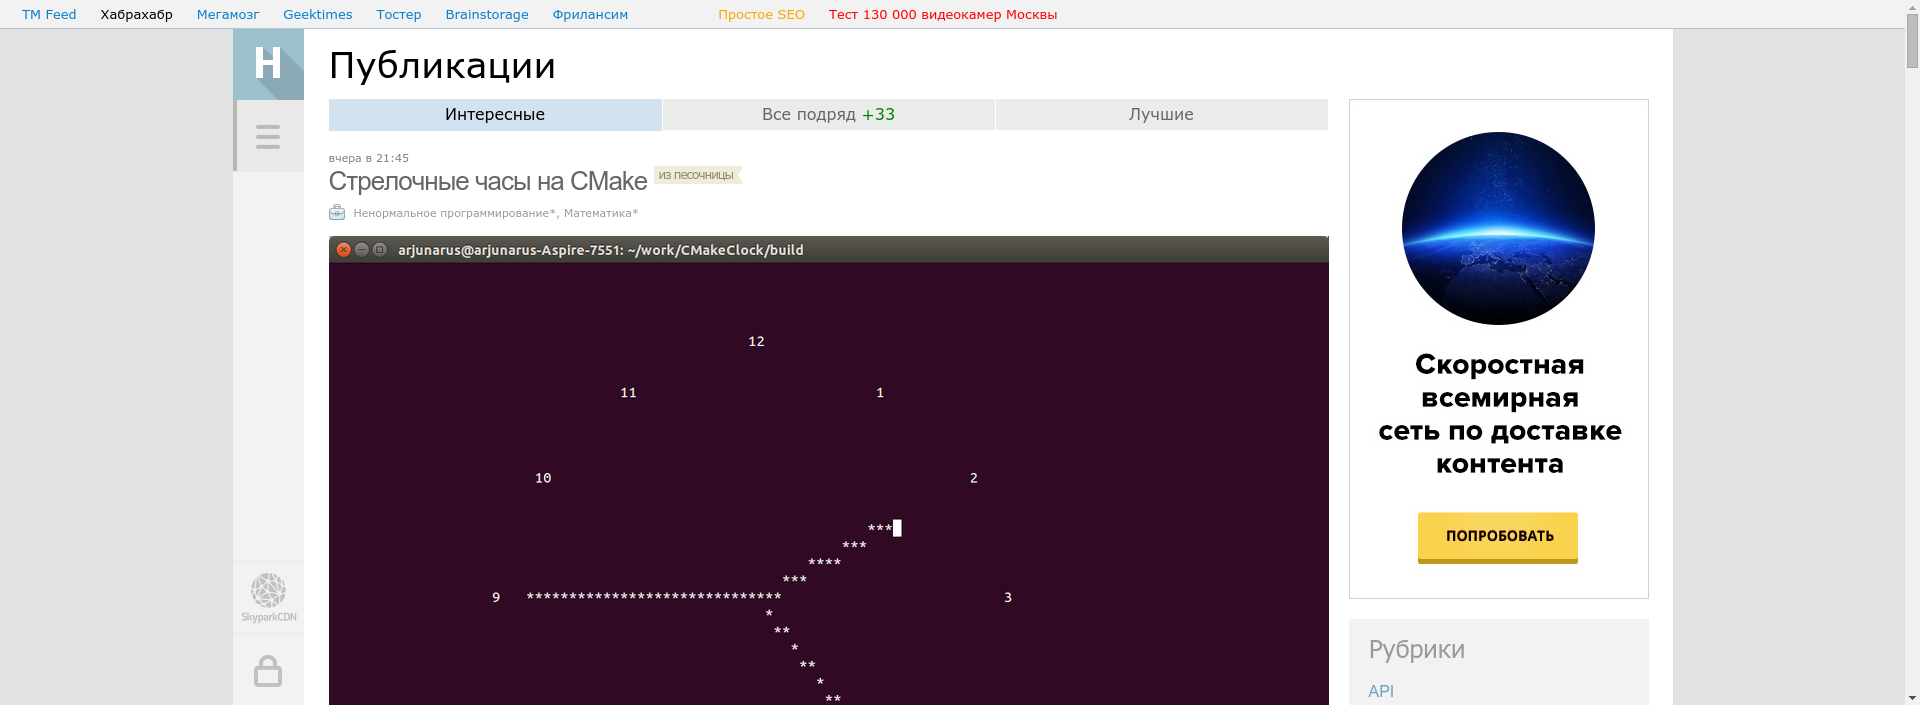 TM Feed Хабрахабр Мегамозг Geektimes Тостер Brainstorage Фрилансим Простое SEO Тест 130 000 видеокамер Москвы
H
Публикации
Интересные Все подряд +33 Лучшие
вчера в 21:45
Стрелочные часы на CMake из песочницы
Ненормальное программирование*, Математика*
arjunarus@arjunarus-Aspire-7551: ~/work/CMakeClock/build
12
11 1
10 2
***
***
****
***
9 ****************************** 3
*
**
*
**
*
**
Скоростная
всемирная
сеть по доставке
контента
ПОПРОБОВАТЬ
SkyparkCDN
Рубрики
API